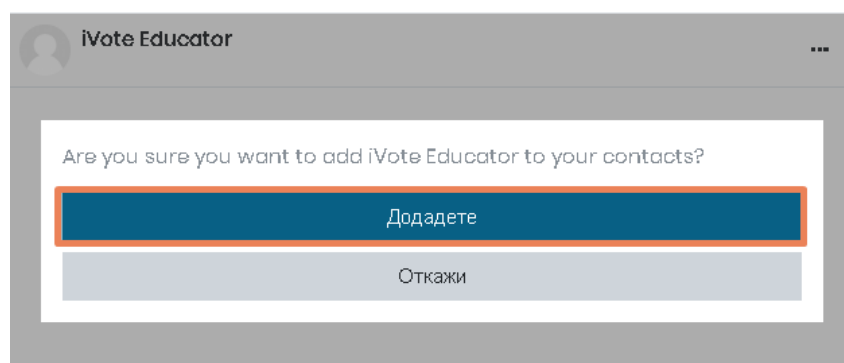 iVote Educator
Are you sure you want to add iVote Educator to your contacts?
Додадете
Откажи